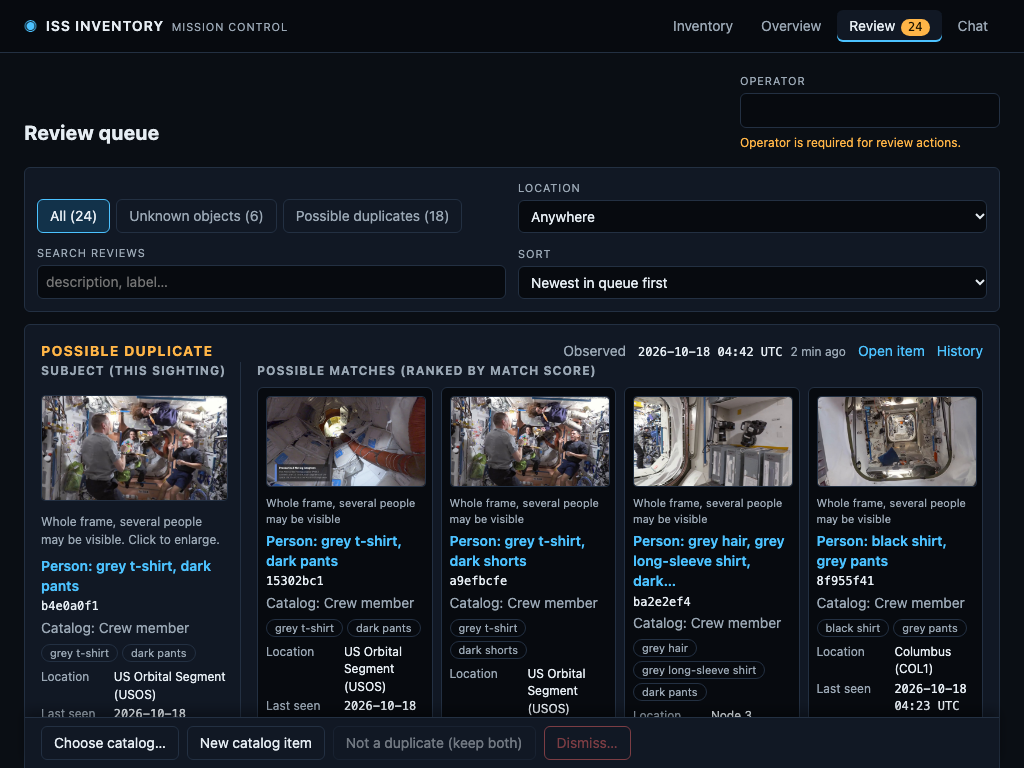 ISS INVENTORY MISSION CONTROL
Inventory Overview Review 24 Chat
OPERATOR
Review queue
Operator is required for review actions.
LOCATION
All (24) Unknown objects (6) Possible duplicates (18) Anywhere
SEARCH REVIEWS SORT
description, label... Newest in queue first
POSSIBLE DUPLICATE Observed 2026-10-18 04:42 UTC 2 min ago Open item History
SUBJECT (THIS SIGHTING)
Whole frame, several people
may be visible. Click to enlarge.
Person: grey t-shirt, dark
pants
b4e0a0f1
Catalog: Crew member
grey t-shirt dark pants
Location US Orbital Segment
(USOS)
Last seen 2026-10-18
POSSIBLE MATCHES (RANKED BY MATCH SCORE)
Whole frame, several people
may be visible
Person: grey t-shirt,
dark pants
15302bc1
Catalog: Crew member
grey t-shirt dark pants
Location US Orbital
Segment
(USOS)
Last seen 2026-10-18
Whole frame, several people
may be visible
Person: grey t-shirt,
dark shorts
a9efbcfe
Catalog: Crew member
grey t-shirt
dark shorts
Location US Orbital
Segment
(USOS)
Whole frame, several people
may be visible
Person: grey hair, grey
long-sleeve shirt,
dark...
ba2e2ef4
Catalog: Crew member
grey hair
grey long-sleeve shirt
dark pants
Location Node 3
Whole frame, several people
may be visible
Person: black shirt,
grey pants
8f955f41
Catalog: Crew member
black shirt grey pants
Location Columbus
(COL1)
Last seen 2026-10-18
04:23 UTC
Choose catalog... New catalog item Not a duplicate (keep both) Dismiss...